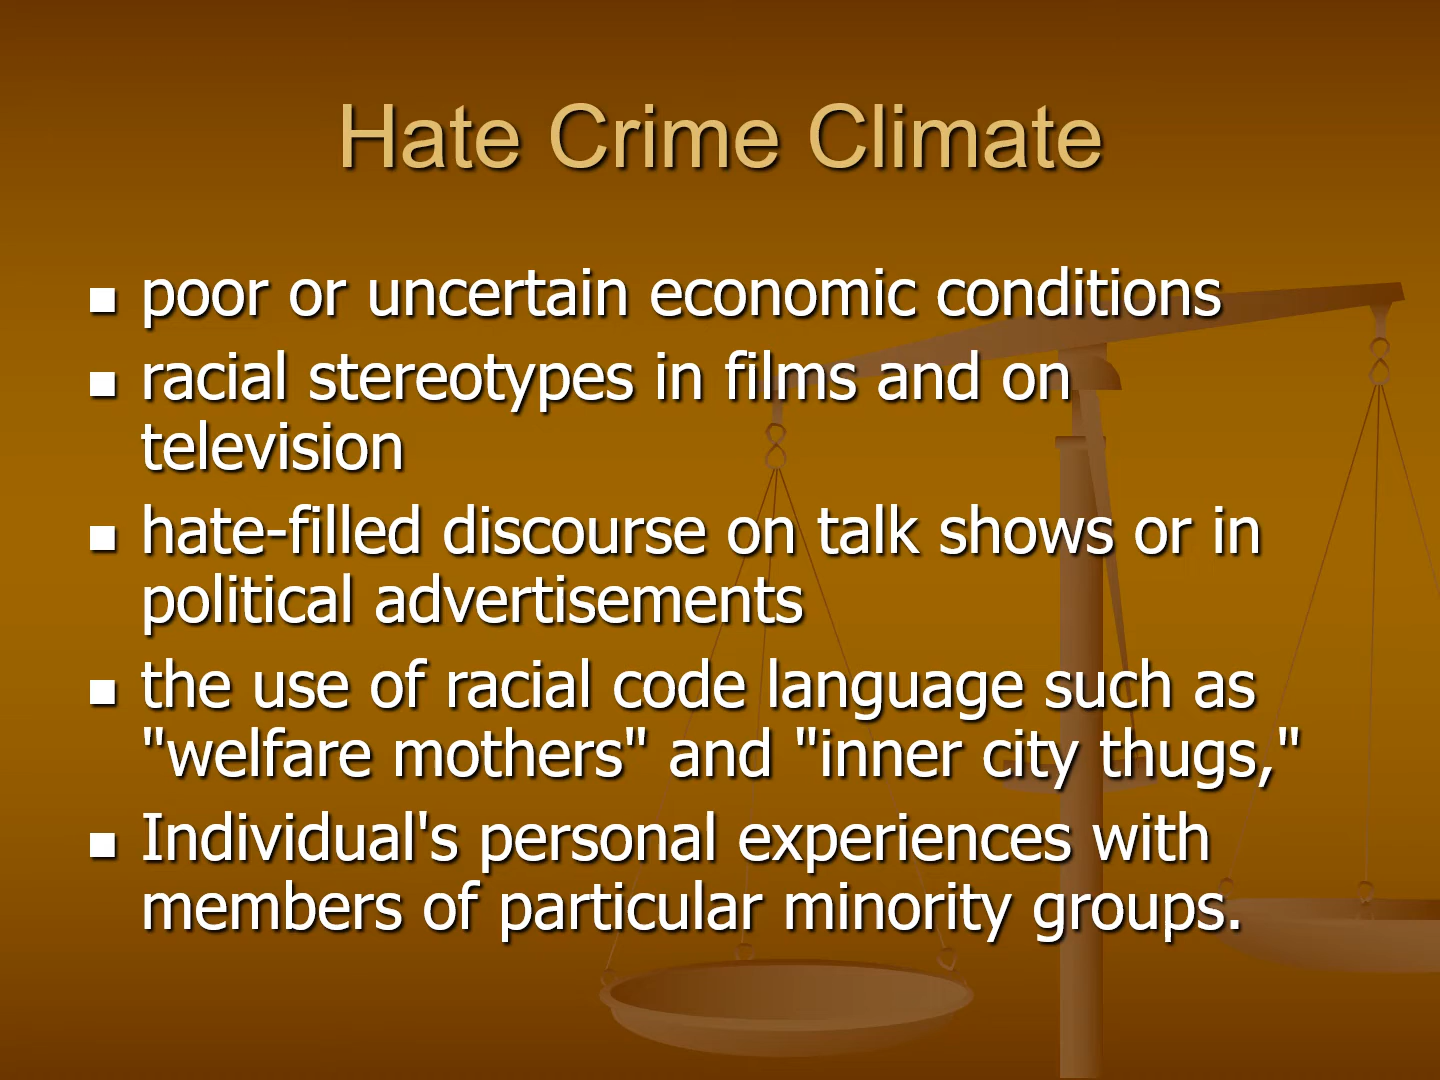 Hate Crime Climate
poor or uncertain economic conditions
racial stereotypes in films and on
television
hate-filled discourse on talk shows or in
political advertisements
the use of racial code language such as
"welfare mothers" and "inner city thugs,"
Individual's personal experiences with
members of particular minority groups.